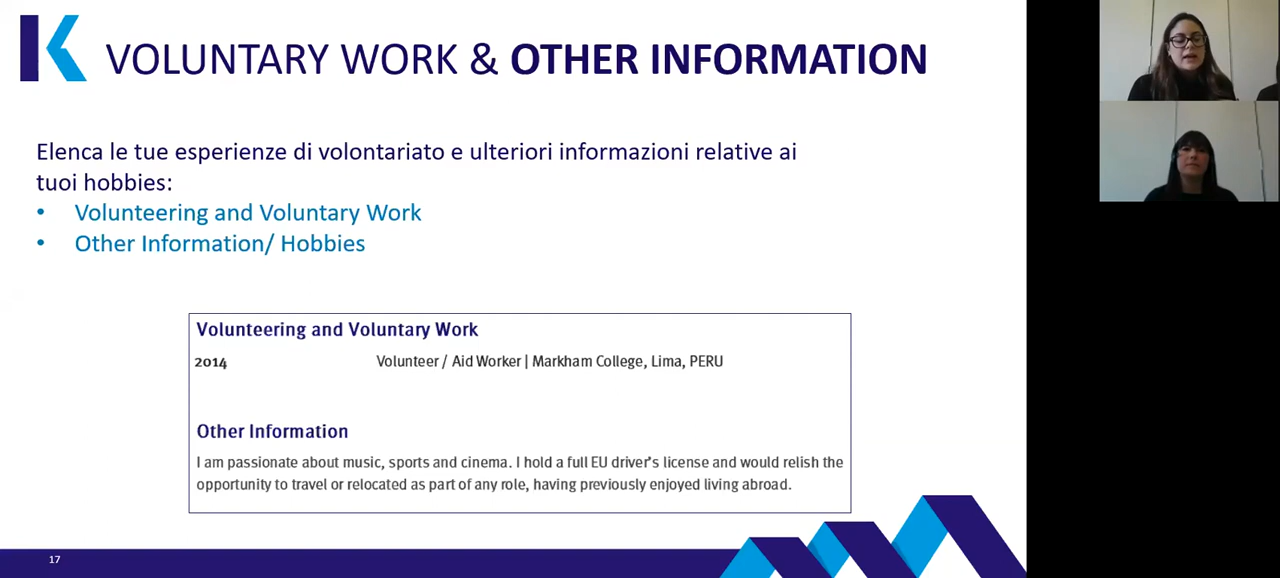 VOLUNTARY WORK & OTHER INFORMATION
Elenca le tue esperienze di volontariato e ulteriori informazioni relative ai
tuoi hobbies:
• Volunteering and Voluntary Work
• Other Information/ Hobbies
Volunteering and Voluntary Work
2014 Volunteer / Aid Worker | Markham College, Lima, PERU
Other Information
I am passionate about music, sports and cinema. I hold a full EU driver's license and would relish the
opportunity to travel or relocated as part of any role, having previously enjoyed living abroad.
17